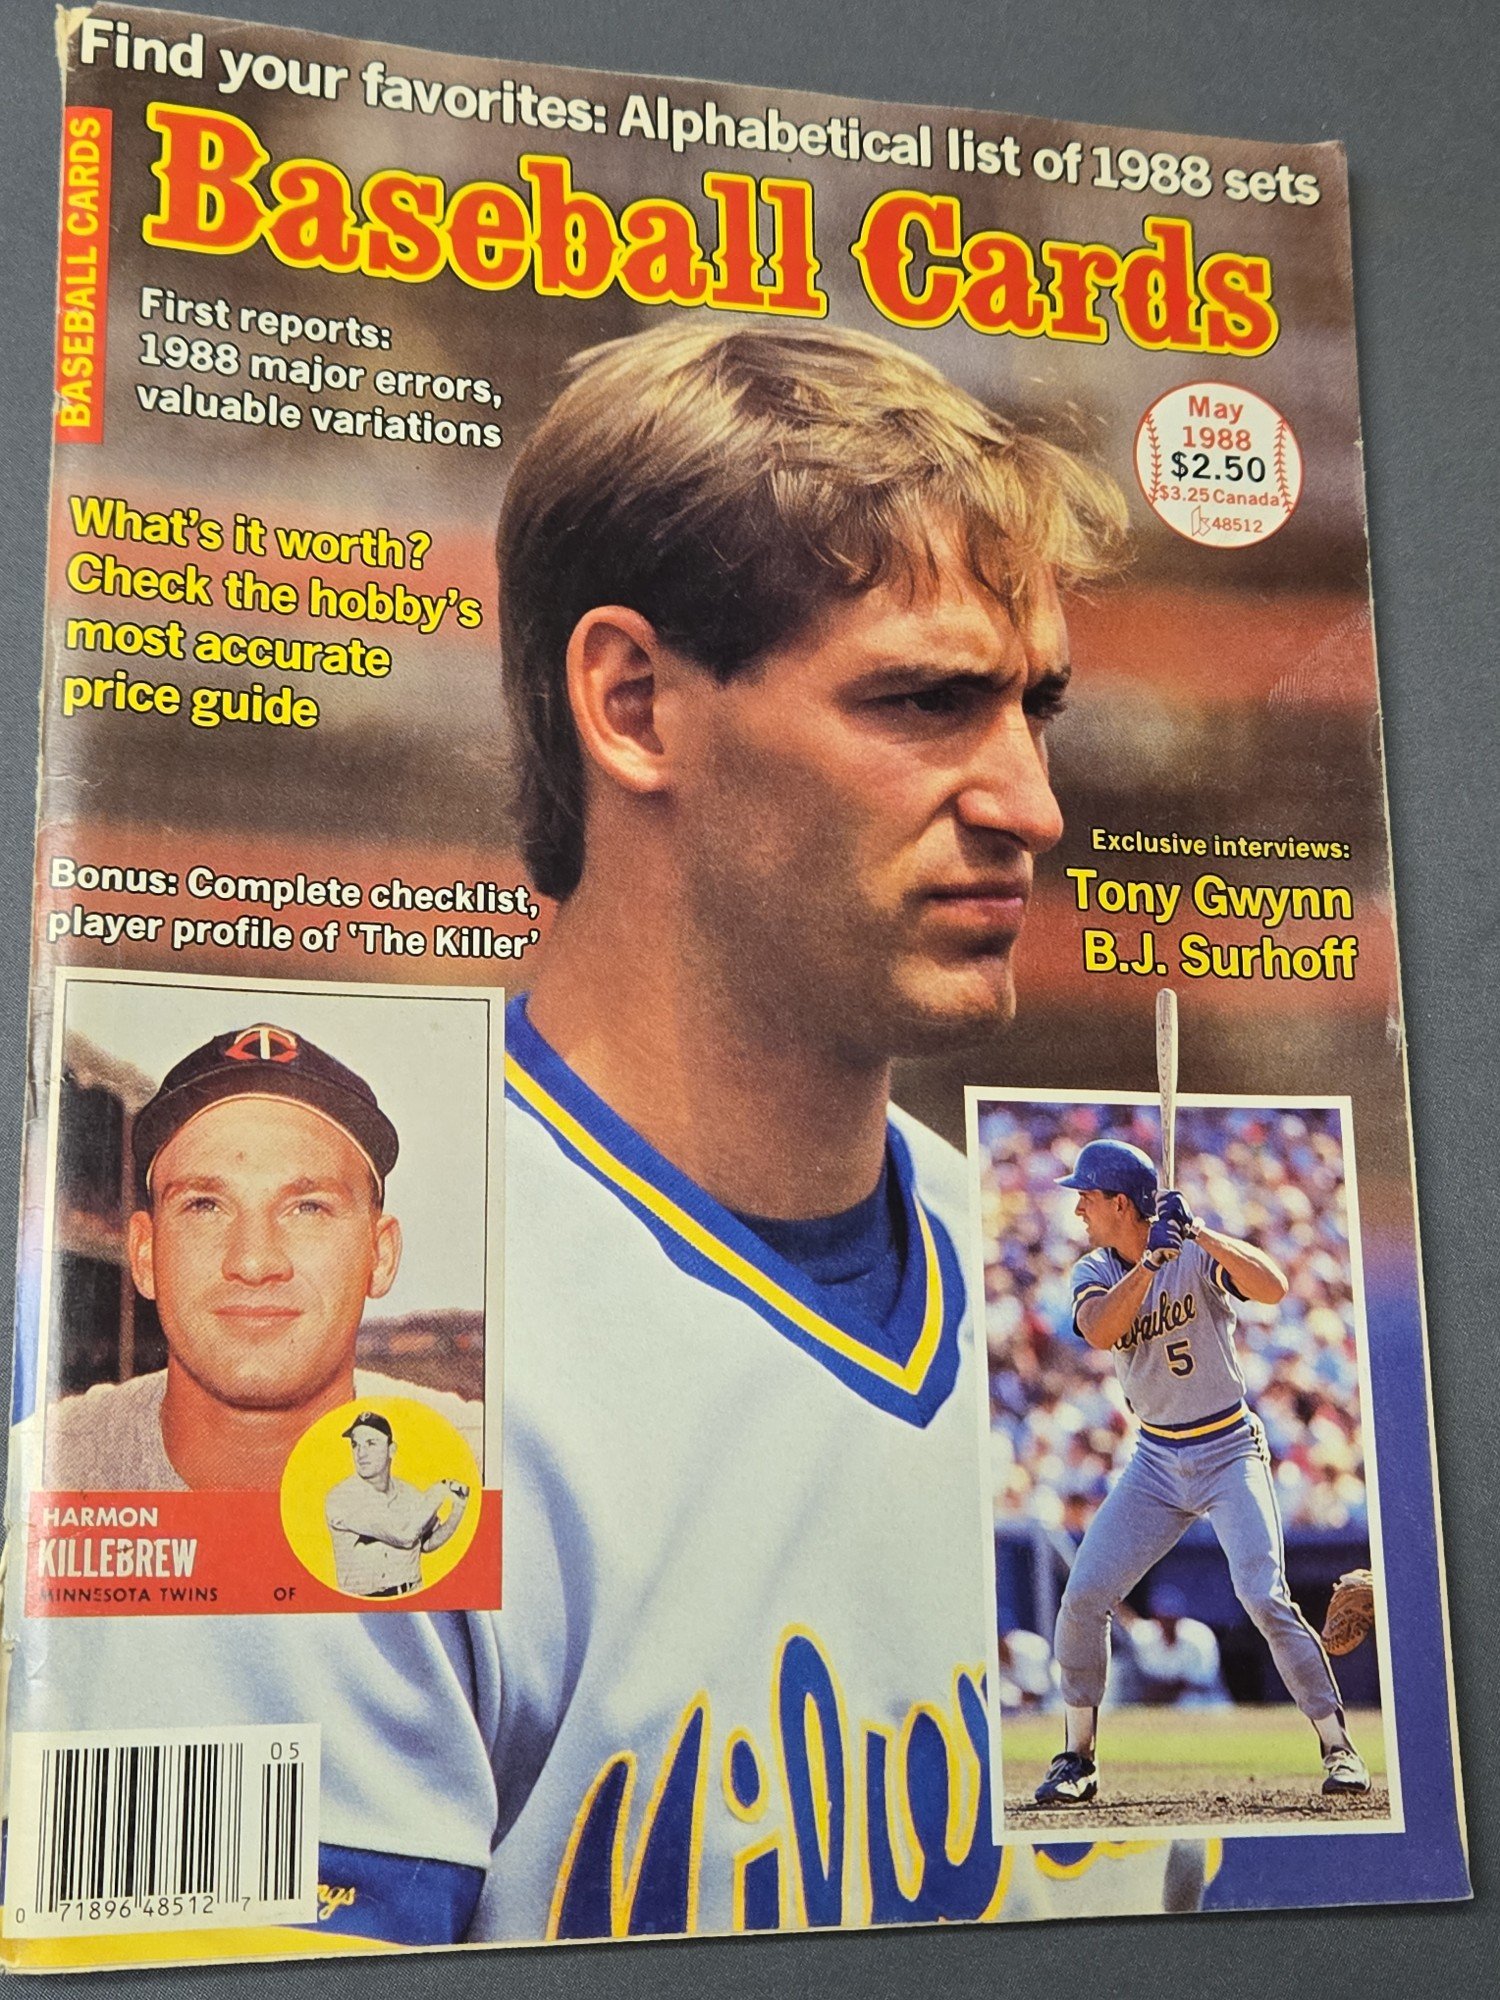 Find your favorites: Alphabetical list of 1988 sets
BASEBALL CARDS
Baseball Cards
First reports:
1988 major errors,
valuable variations
May
1988
$2.50
$3.25 Canada
48512
What's it worth?
Check the hobby's
most accurate
price guide
Exclusive interviews:
Tony Gwynn
B.J. Surhoff
Bonus: Complete checklist,
player profile of 'The Killer'
HARMON
KILLEBREW
MINNESOTA TWINS OF
5
05
0 71896 48512 7